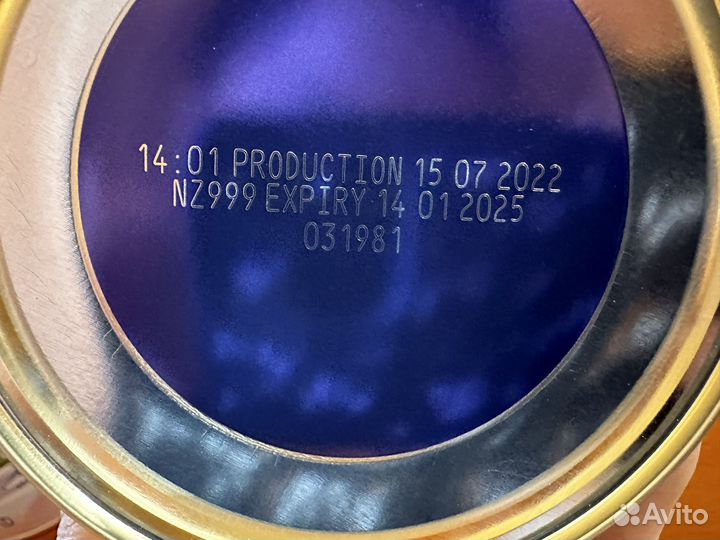 14:01 PRODUCTION 15 07 2022
NZ999 EXPIRY 14 01 2025
031981
Avito